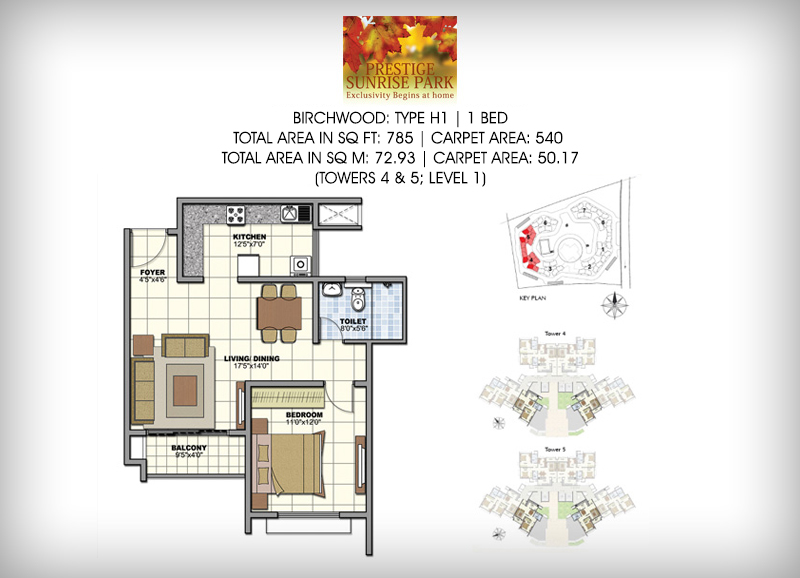 PRESTIGE
SUNRISE PARK
Exclusivity Begins at home
BIRCHWOOD: TYPE H1 | 1 BED
TOTAL AREA IN SQ FT: 785 | CARPET AREA: 540
TOTAL AREA IN SQ M: 72.93 | CARPET AREA: 50.17
(TOWERS 4 & 5; LEVEL 1)
KITCHEN
12'5"x7'0"
FOYER
4'5"x4'6"
TOILET
8'0"x5'6"
LIVING/ DINING
17'5"x14'0"
BEDROOM
11'0"x12'0"
BALCONY
9'5"x4'0"
KEY PLAN
Tower 4
Tower 5